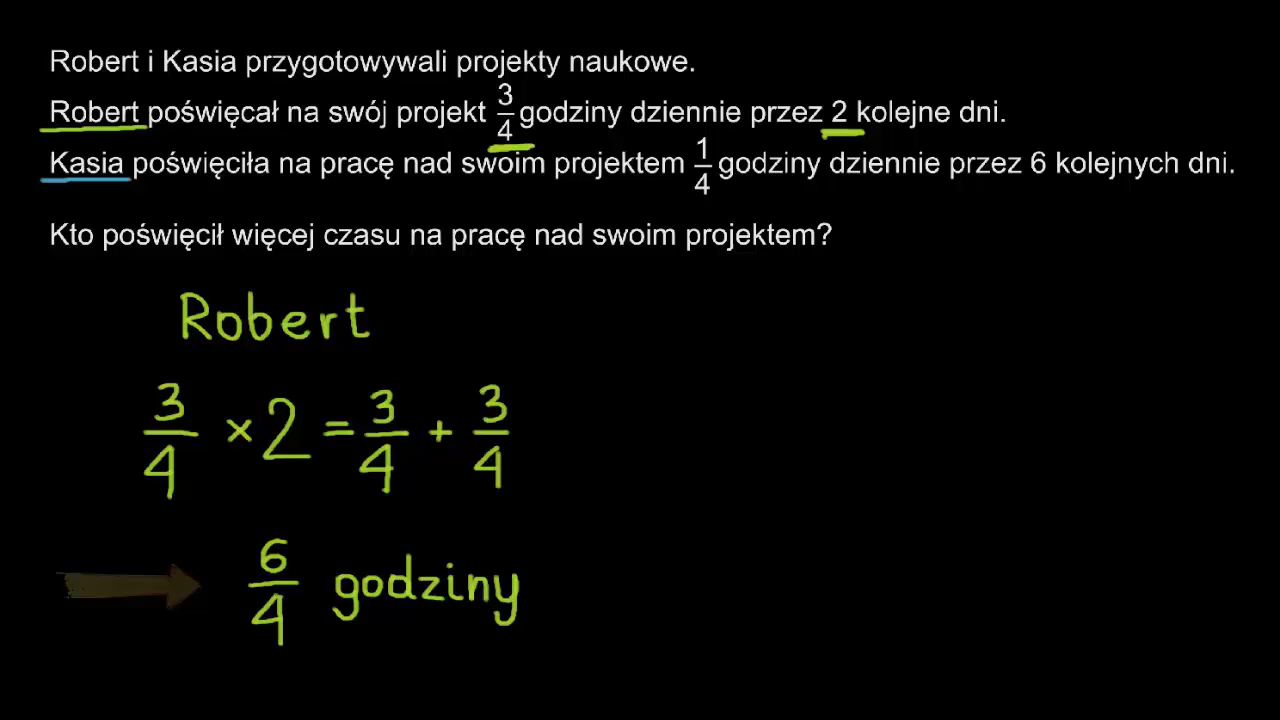 Robert i Kasia przygotowywali projekty naukowe.
Robert poświęcał na swój projekt 3/4 godziny dziennie przez 2 kolejne dni.
Kasia poświęciła na pracę nad swoim projektem 1/4 godziny dziennie przez 6 kolejnych dni.
Kto poświęcił więcej czasu na pracę nad swoim projektem?
Robert
3/4 × 2 = 3/4 + 3/4
6/4 godziny